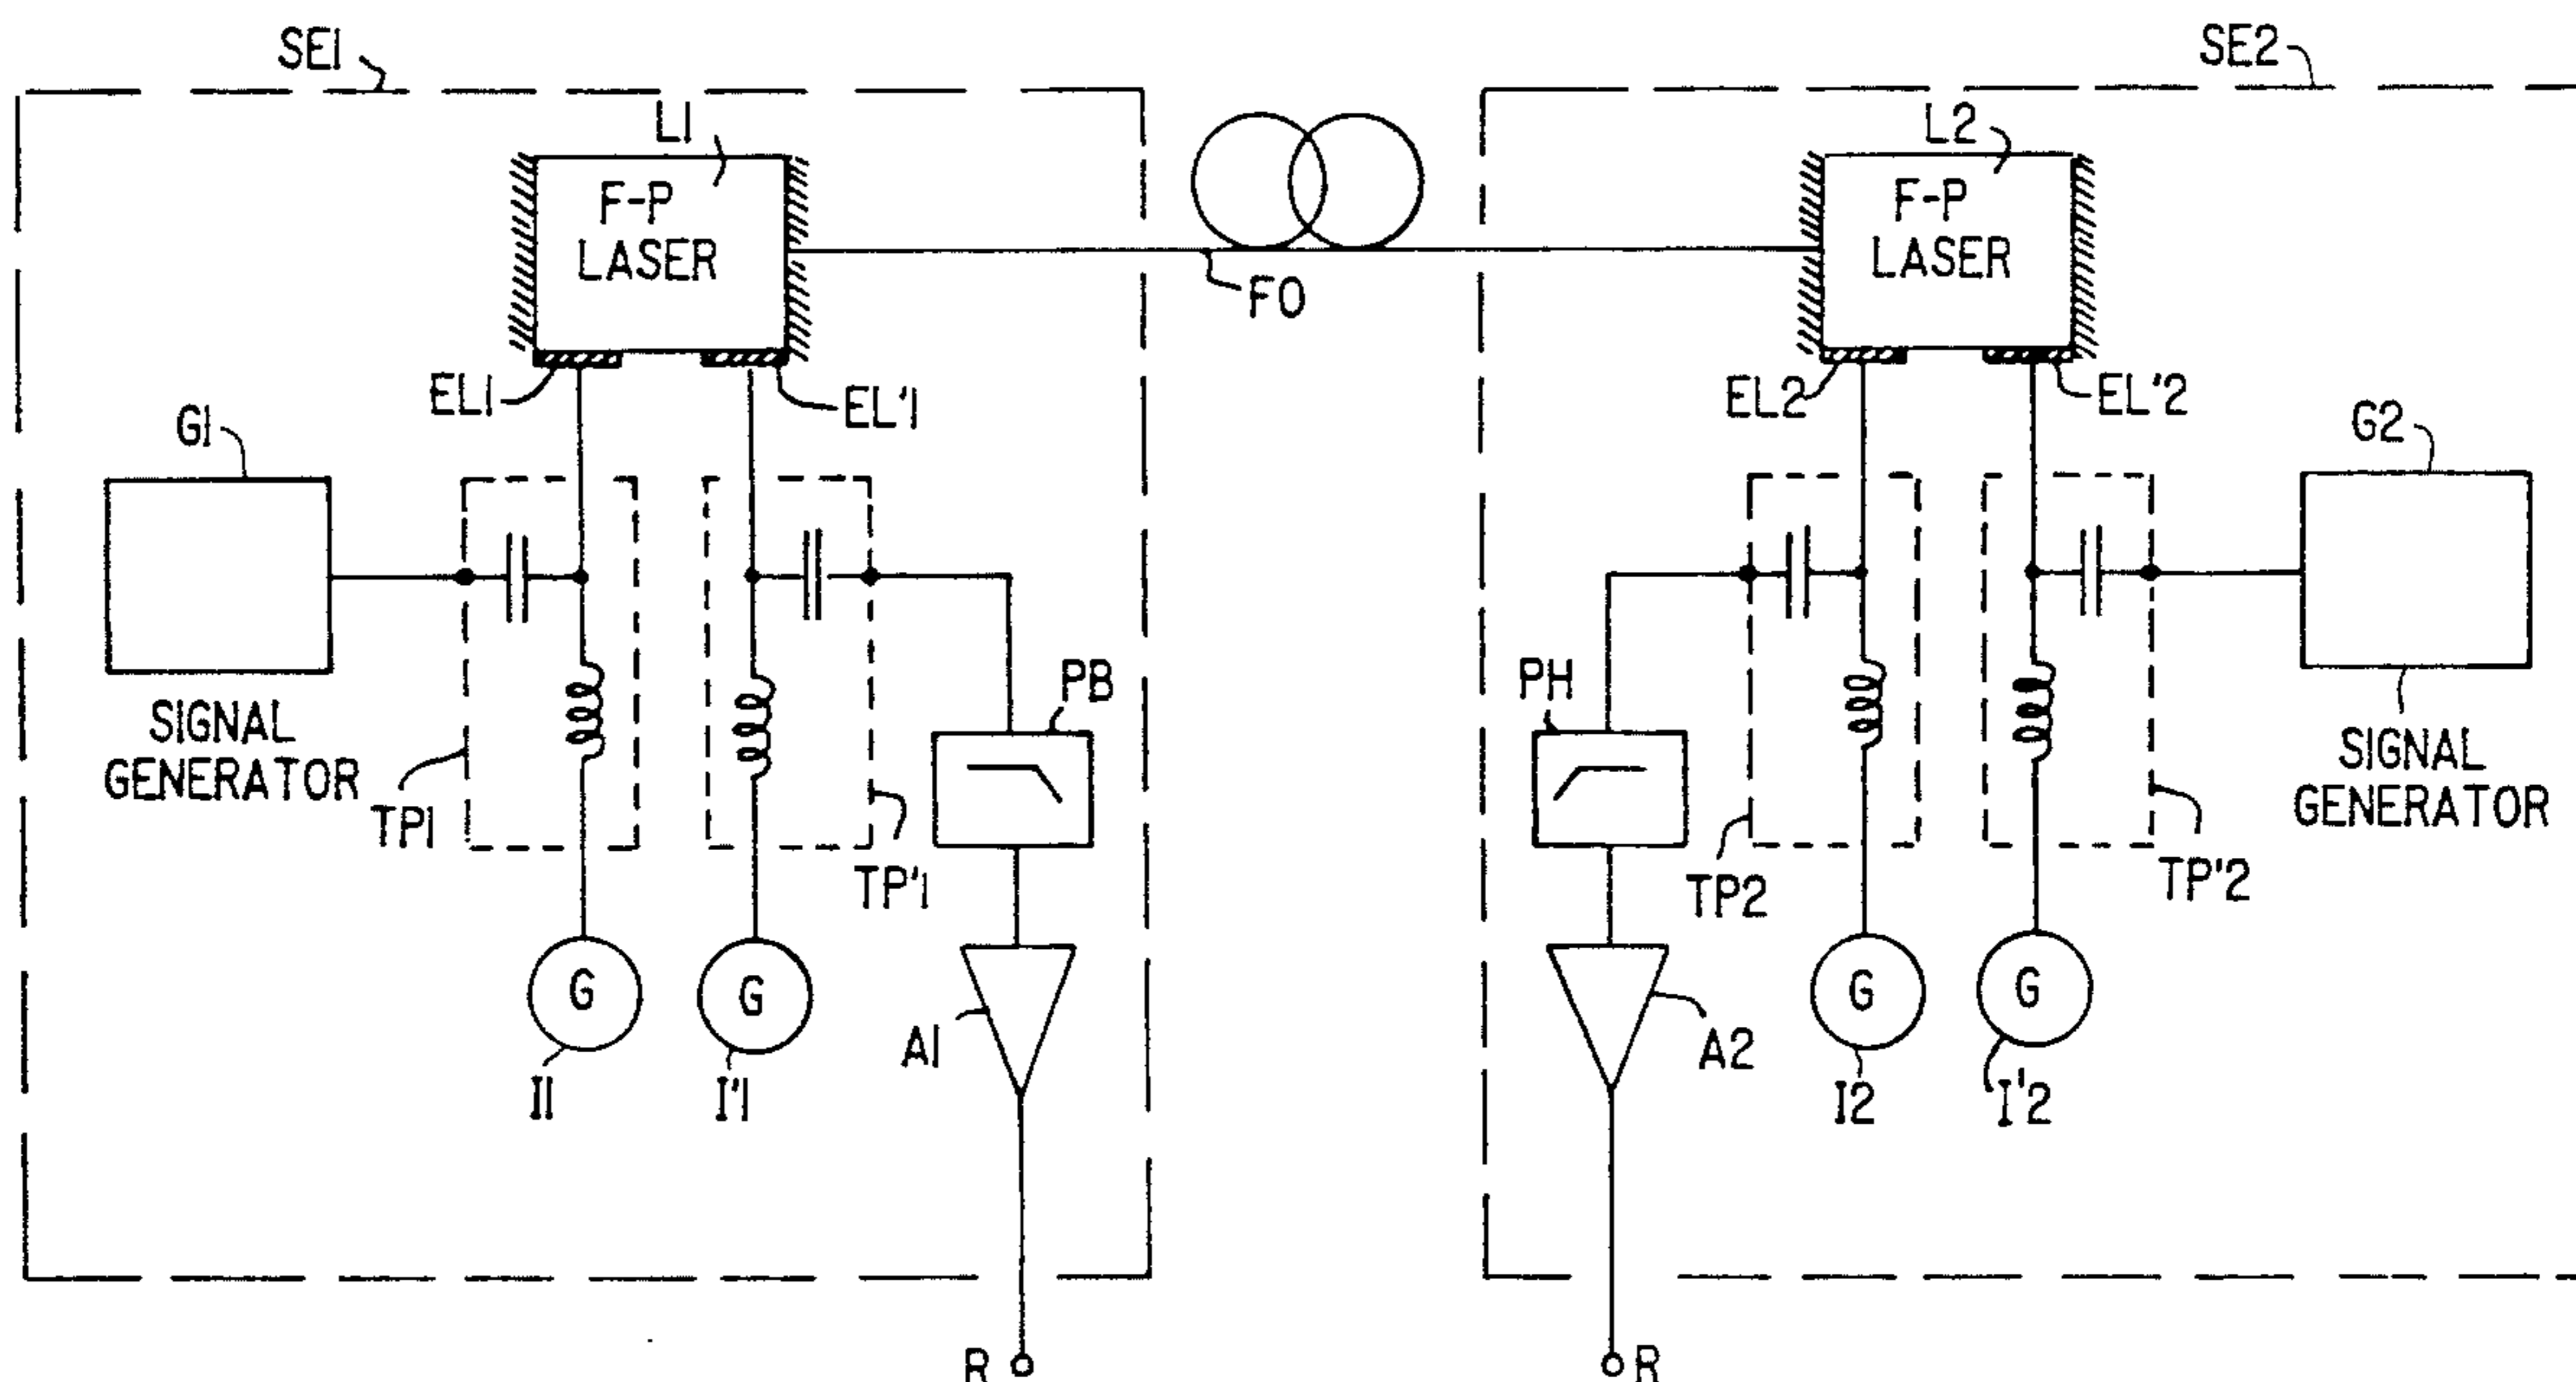 SE1
SE2
L1
L2
F-P
LASER
F-P
LASER
FO
EL1
EL'1
EL2
EL'2
G1
G2
SIGNAL
GENERATOR
PB
PH
SIGNAL
GENERATOR
TP1
TP'1
TP2
TP'2
G
G
G
G
A1
A2
I1
I'1
I2
I'2
R
R